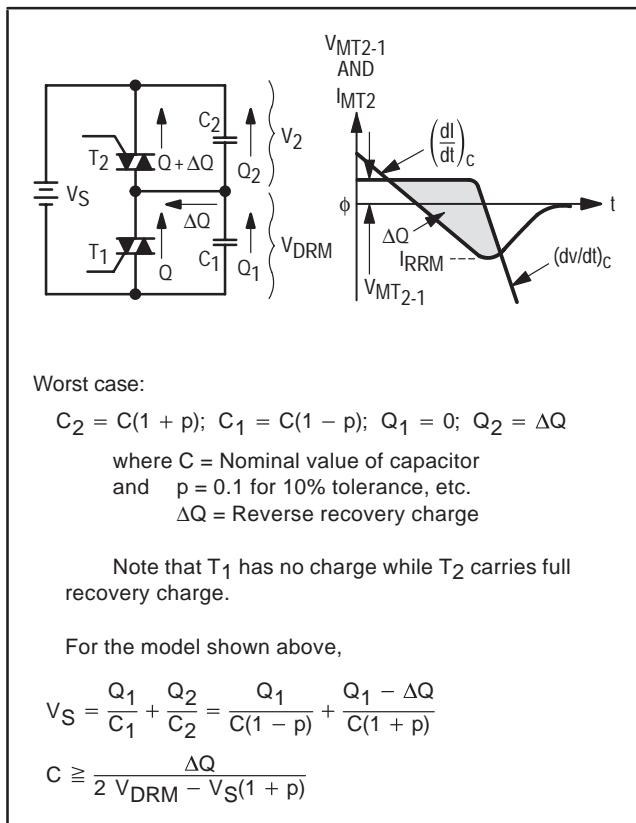 C2
V2
T2
Q + ΔQ
Q2
VS
ΔQ
T1
Q
C1
Q1
VDRM
VMT2-1
AND
IMT2
(dI/dt)c
ϕ
t
ΔQ
IRRM
(dv/dt)c
VMT2-1
Worst case:
C2 = C(1 + p); C1 = C(1 − p); Q1 = 0; Q2 = ΔQ
where C = Nominal value of capacitor
and p = 0.1 for 10% tolerance, etc.
ΔQ = Reverse recovery charge
Note that T1 has no charge while T2 carries full
recovery charge.
For the model shown above,
VS = Q1/C1 + Q2/C2 = Q1/C(1 − p) + Q1 − ΔQ/C(1 + p)
C ≧ ΔQ/2 VDRM − VS(1 + p)